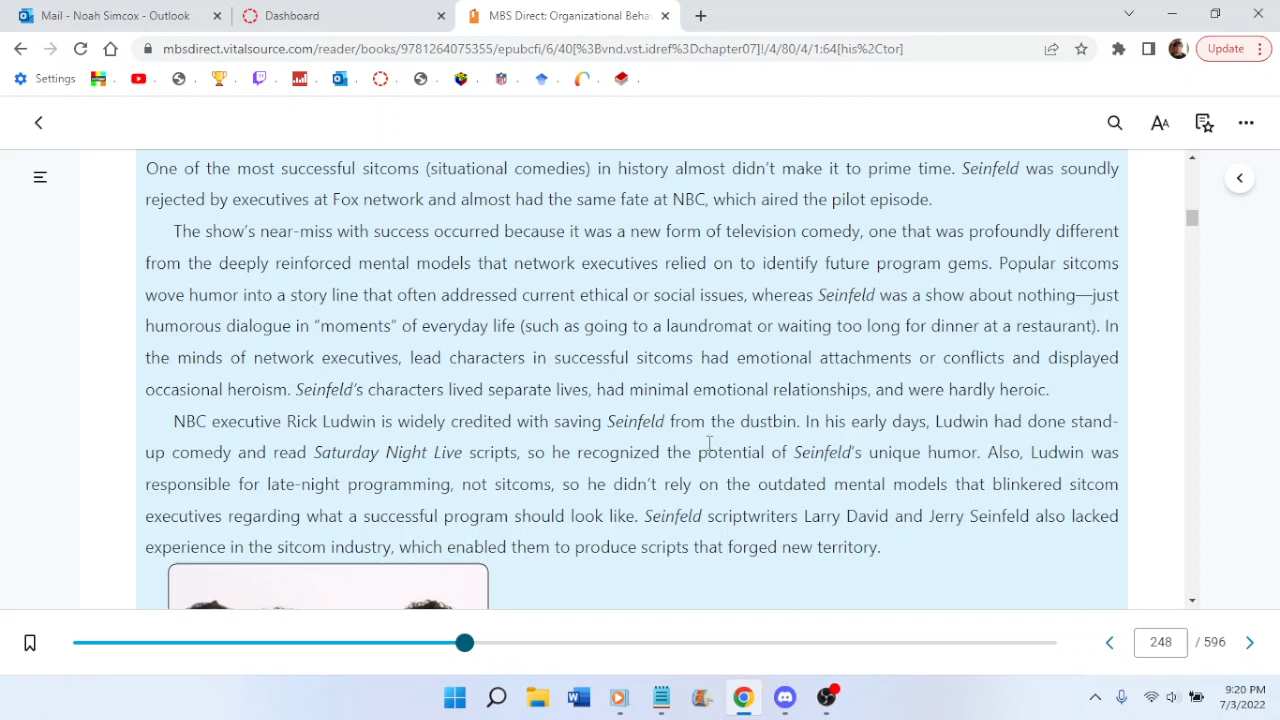 Mail - Noah Simcox - Outlook
Dashboard
MBS Direct: Organizational Behav
mbsdirect.vitalsource.com/reader/books/9781264075355/epubcfi/6/40[%3Bvnd.vst.idref%3Dchapter07]!/4/80/4/1:64[his%2Ctor]
Update
Settings
One of the most successful sitcoms (situational comedies) in history almost didn't make it to prime time. Seinfeld was soundly
rejected by executives at Fox network and almost had the same fate at NBC, which aired the pilot episode.
The show's near-miss with success occurred because it was a new form of television comedy, one that was profoundly different
from the deeply reinforced mental models that network executives relied on to identify future program gems. Popular sitcoms
wove humor into a story line that often addressed current ethical or social issues, whereas Seinfeld was a show about nothing—just
humorous dialogue in “moments” of everyday life (such as going to a laundromat or waiting too long for dinner at a restaurant). In
the minds of network executives, lead characters in successful sitcoms had emotional attachments or conflicts and displayed
occasional heroism. Seinfeld's characters lived separate lives, had minimal emotional relationships, and were hardly heroic.
NBC executive Rick Ludwin is widely credited with saving Seinfeld from the dustbin. In his early days, Ludwin had done stand-
up comedy and read Saturday Night Live scripts, so he recognized the potential of Seinfeld's unique humor. Also, Ludwin was
responsible for late-night programming, not sitcoms, so he didn't rely on the outdated mental models that blinkered sitcom
executives regarding what a successful program should look like. Seinfeld scriptwriters Larry David and Jerry Seinfeld also lacked
experience in the sitcom industry, which enabled them to produce scripts that forged new territory.
248 / 596
9:20 PM
7/3/2022